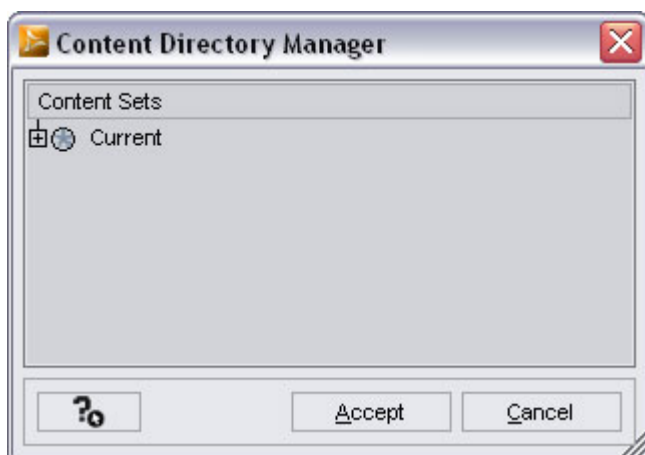 Content Directory Manager
Content Sets
Current
?
Accept
Cancel